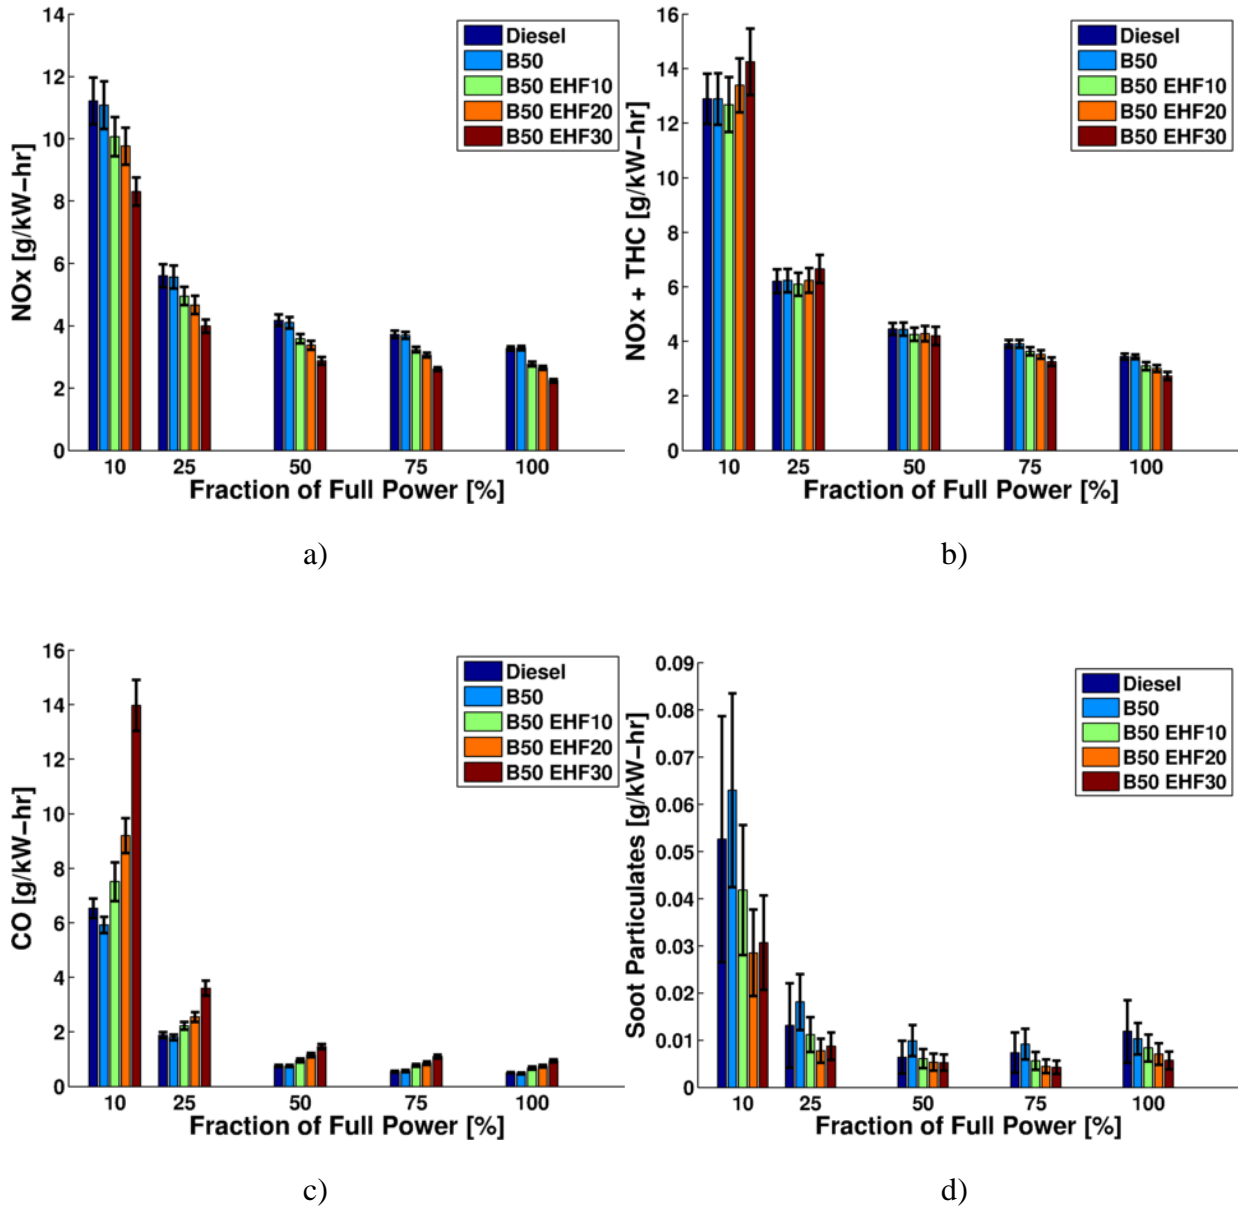 14
12
10
8
6
4
2
0
NOx [g/kW−hr]
Diesel
B50
B50 EHF10
B50 EHF20
B50 EHF30
10 25 50 75 100
Fraction of Full Power [%]
a)
16
14
12
10
8
6
4
2
0
NOx + THC [g/kW−hr]
Diesel
B50
B50 EHF10
B50 EHF20
B50 EHF30
10 25 50 75 100
Fraction of Full Power [%]
b)
16
14
12
10
8
6
4
2
0
CO [g/kW−hr]
Diesel
B50
B50 EHF10
B50 EHF20
B50 EHF30
10 25 50 75 100
Fraction of Full Power [%]
c)
0.09
0.08
0.07
0.06
0.05
0.04
0.03
0.02
0.01
0
Soot Particulates [g/kW−hr]
Diesel
B50
B50 EHF10
B50 EHF20
B50 EHF30
10 25 50 75 100
Fraction of Full Power [%]
d)